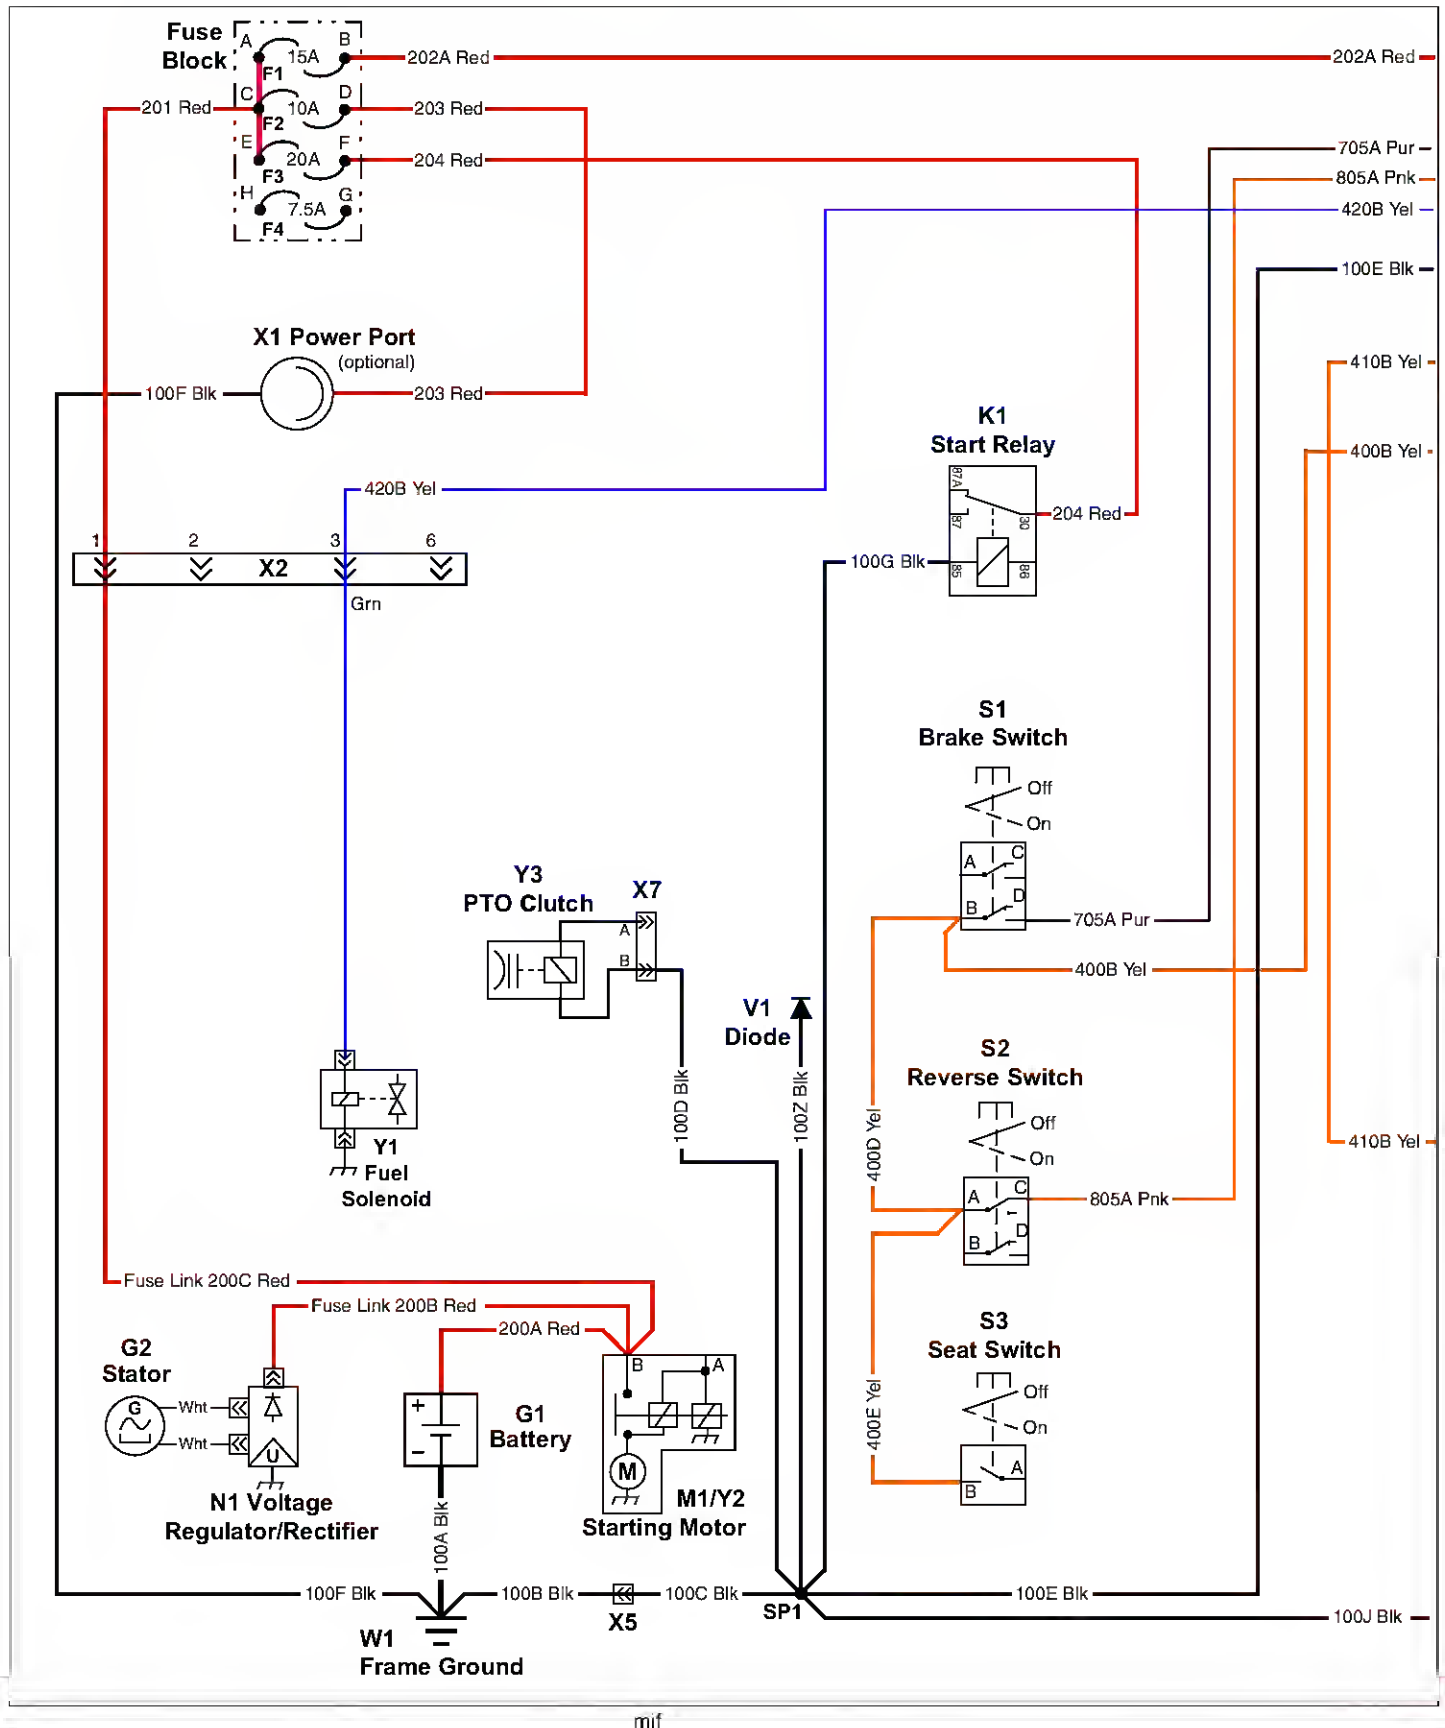 Fuse
Block
A
15A
B
F1
202A Red
202A Red
201 Red
C
10A
D
F2
203 Red
E
20A
F
F3
204 Red
H
7.5A
G
F4
705A Pur
805A Pnk
420B Yel
100E Blk
X1 Power Port
(optional)
100F Blk
203 Red
410B Yel
K1
Start Relay
400B Yel
87A
87
30
85
86
204 Red
420B Yel
1
2
3
6
X2
Grn
100G Blk
S1
Brake Switch
Off
On
A
C
B
D
705A Pur
400B Yel
Y3
PTO Clutch
X7
A
B
V1
Diode
100D Blk
100Z Blk
400D Yel
S2
Reverse Switch
Off
On
A
C
B
D
805A Pnk
410B Yel
Y1
Fuel
Solenoid
Fuse Link 200C Red
Fuse Link 200B Red
200A Red
S3
Seat Switch
Off
On
A
B
400E Yel
G2
Stator
G
Wht
Wht
U
N1 Voltage
Regulator/Rectifier
+
−
G1
Battery
B
A
M
M1/Y2
Starting Motor
100A Blk
100F Blk
100B Blk
X5
100C Blk
SP1
100E Blk
100J Blk
W1
Frame Ground
mif